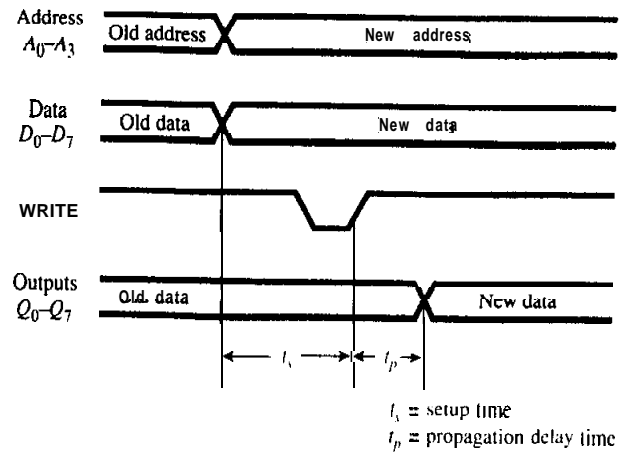 Address
A₀–A₃
Old address
New address;
Data
D₀–D₇
Old data
New data
WRITE
Outputs
Q₀–Q₇
Old data
New data
tₛ
tₚ
tₛ = setup time
tₚ = propagation delay time